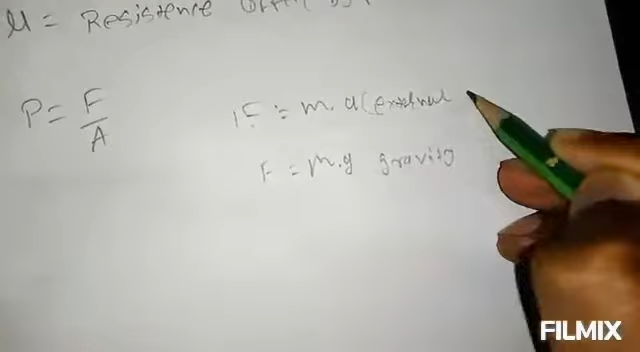 μ = Resistence
P = F/A
F = m.a (external
F = m.g gravity
FILMIX